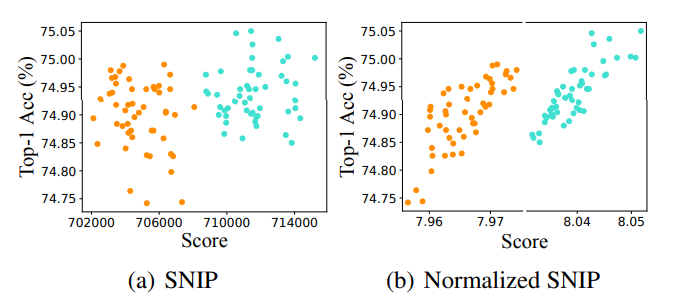 75.05
75.00
74.95
74.90
74.85
74.80
74.75
Top-1 Acc (%)
702000 706000 710000 714000
Score
(a) SNIP
75.05
75.00
74.95
74.90
74.85
74.80
74.75
Top-1 Acc (%)
7.96 7.97 8.04 8.05
Score
(b) Normalized SNIP